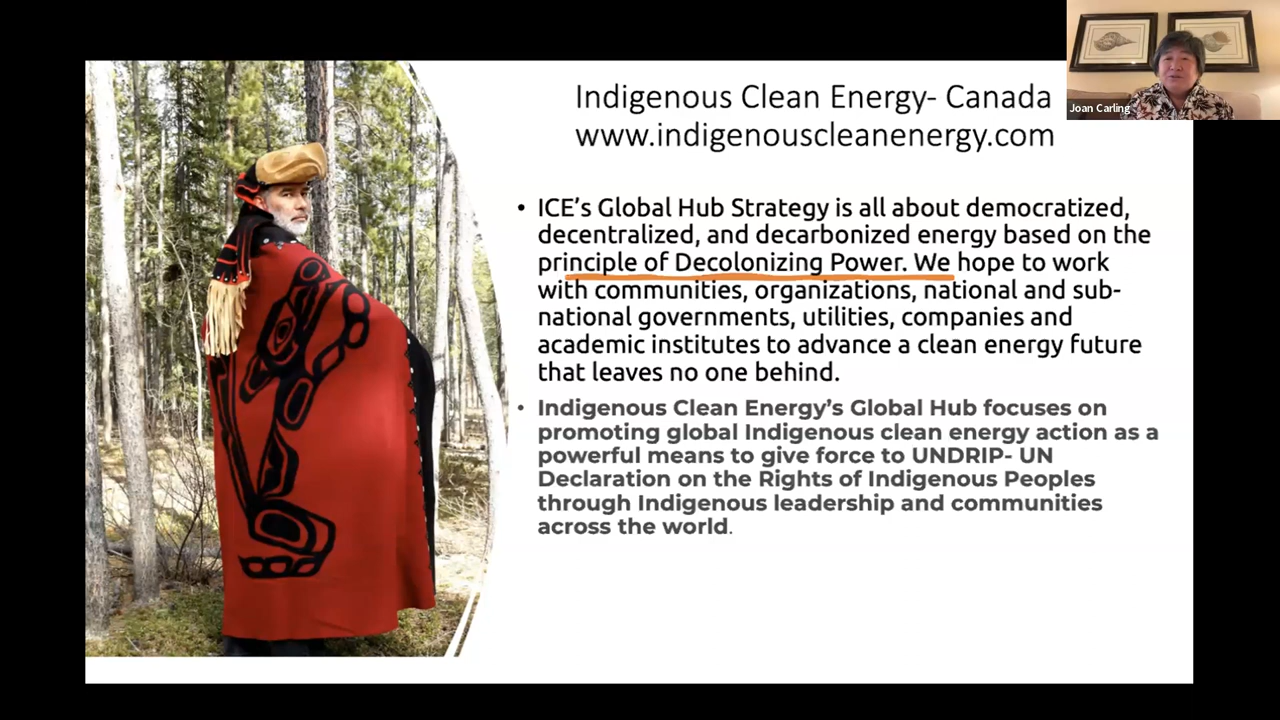 Indigenous Clean Energy- Canada
www.indigenouscleanenergy.com
Joan Carling
• ICE’s Global Hub Strategy is all about democratized,
decentralized, and decarbonized energy based on the
principle of Decolonizing Power. We hope to work
with communities, organizations, national and sub-
national governments, utilities, companies and
academic institutes to advance a clean energy future
that leaves no one behind.
• Indigenous Clean Energy’s Global Hub focuses on
promoting global Indigenous clean energy action as a
powerful means to give force to UNDRIP- UN
Declaration on the Rights of Indigenous Peoples
through Indigenous leadership and communities
across the world.